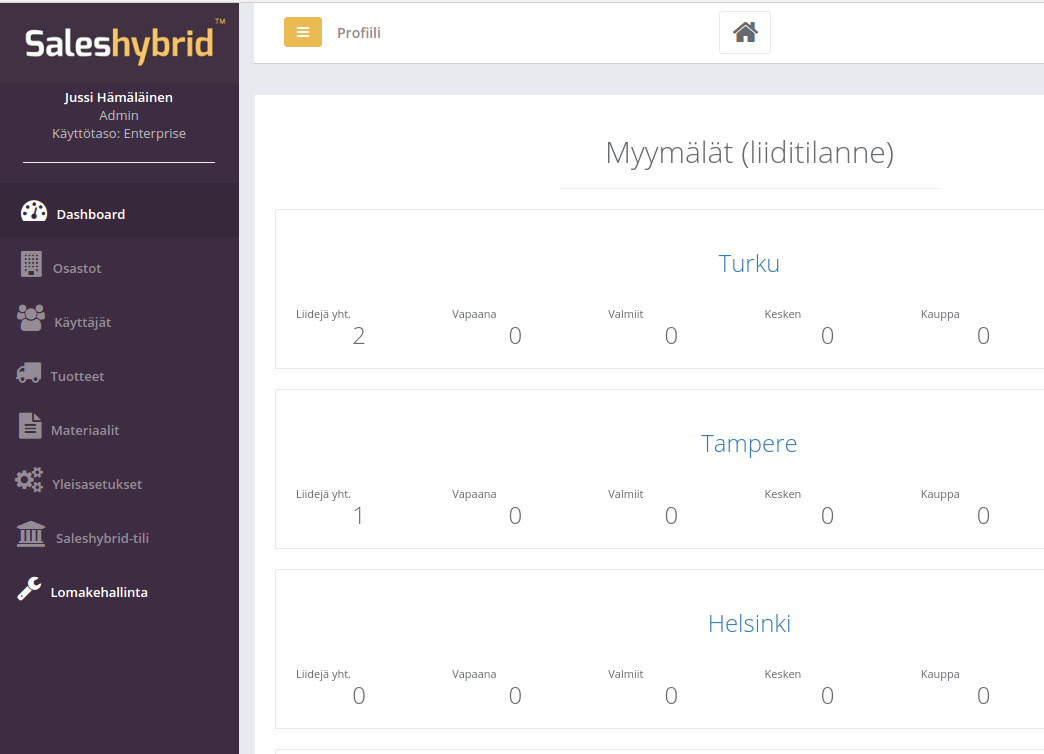 Saleshybrid™
Jussi Hämäläinen
Admin
Käyttötaso: Enterprise
Dashboard
Osastot
Käyttäjät
Tuotteet
Materiaalit
Yleisasetukset
Saleshybrid-tili
Lomakehallinta
Profiili
Myymälät (liiditilanne)
Turku
Liidejä yht. Vapaana Valmiit Kesken Kauppa
2 0 0 0 0
Tampere
Liidejä yht. Vapaana Valmiit Kesken Kauppa
1 0 0 0 0
Helsinki
Liidejä yht. Vapaana Valmiit Kesken Kauppa
0 0 0 0 0